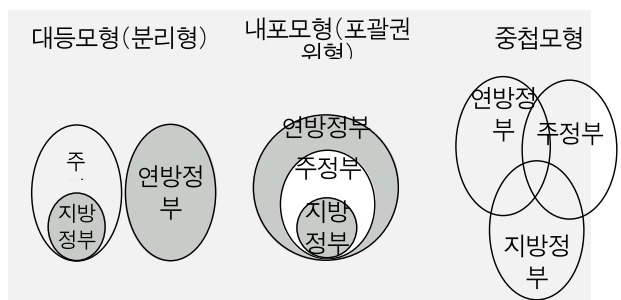 대등모형(분리형)
내포모형(포괄권
위형)
중첩모형
주
지방
정부
연방정
부
연방정부
주정부
지방
정부
연방정
부
주정부
지방정
부